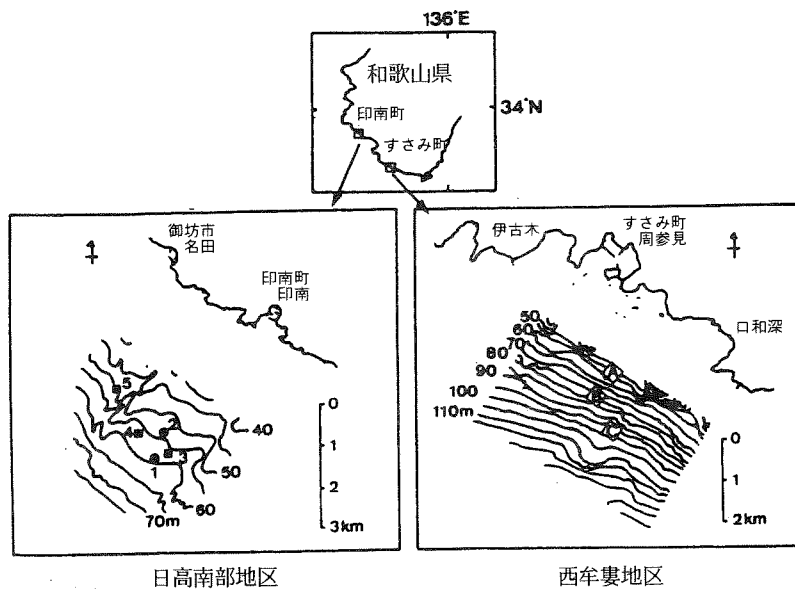 136°E
和歌山県
34°N
印南町
すさみ町
御坊市
名田
印南町
印南
5
4
2
3
1
40
50
60
70m
0
1
2
3km
日高南部地区
伊古木
すさみ町
周参見
口和深
50
60
70
80
90
100
110m
0
1
2km
西牟婁地区